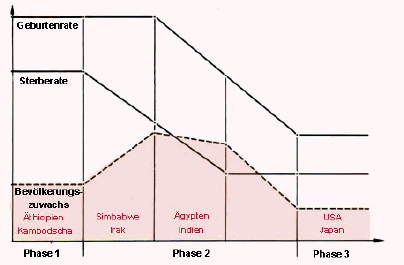 Geburtenrate
Sterberate
Bevölkerungs-
zuwachs
Äthiopien
Kambodscha
Simbabwe
Irak
Ägypten
Indien
USA
Japan
Phase 1
Phase 2
Phase 3